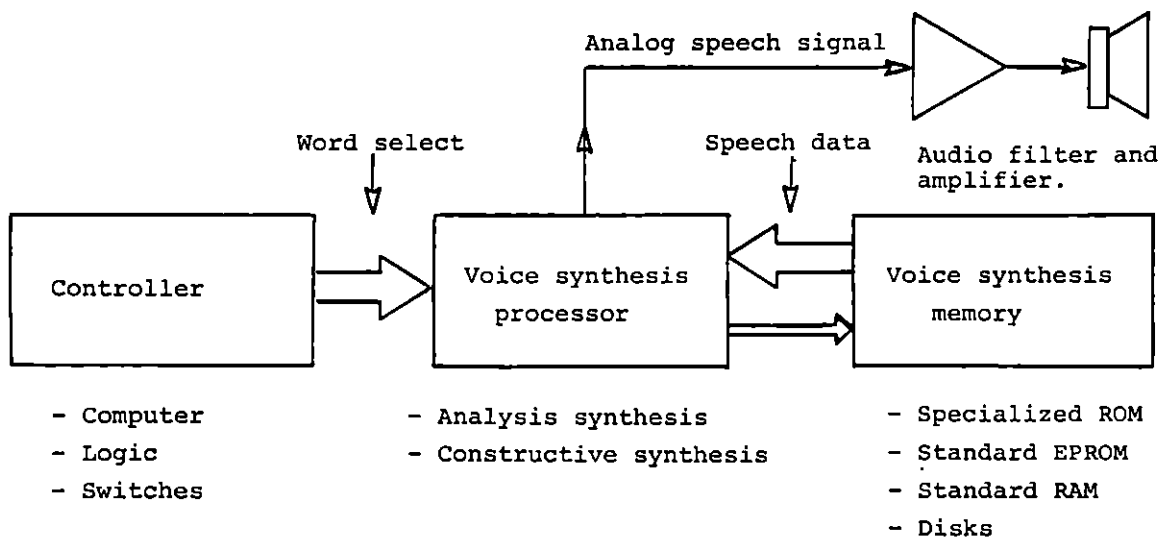 Analog speech signal
Word select
Speech data
Audio filter and
amplifier.
Controller
Voice synthesis
processor
Voice synthesis
memory
- Computer
- Logic
- Switches
- Analysis synthesis
- Constructive synthesis
- Specialized ROM
- Standard EPROM
- Standard RAM
- Disks